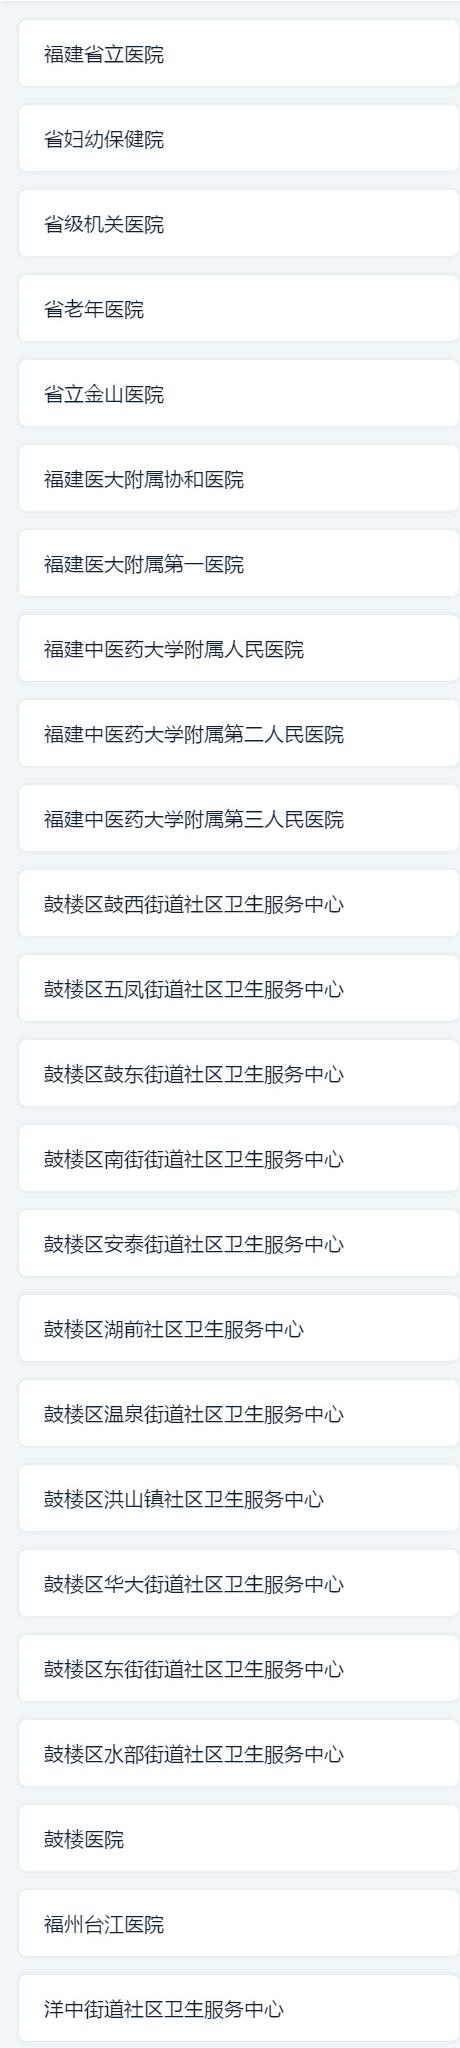 福建省立医院
省妇幼保健院
省级机关医院
省老年医院
省立金山医院
福建医大附属协和医院
福建医大附属第一医院
福建中医药大学附属人民医院
福建中医药大学附属第二人民医院
福建中医药大学附属第三人民医院
鼓楼区鼓西街道社区卫生服务中心
鼓楼区五凤街道社区卫生服务中心
鼓楼区鼓东街道社区卫生服务中心
鼓楼区南街街道社区卫生服务中心
鼓楼区安泰街道社区卫生服务中心
鼓楼区湖前社区卫生服务中心
鼓楼区温泉街道社区卫生服务中心
鼓楼区洪山镇社区卫生服务中心
鼓楼区华大街道社区卫生服务中心
鼓楼区东街街道社区卫生服务中心
鼓楼区水部街道社区卫生服务中心
鼓楼医院
福州台江医院
洋中街道社区卫生服务中心